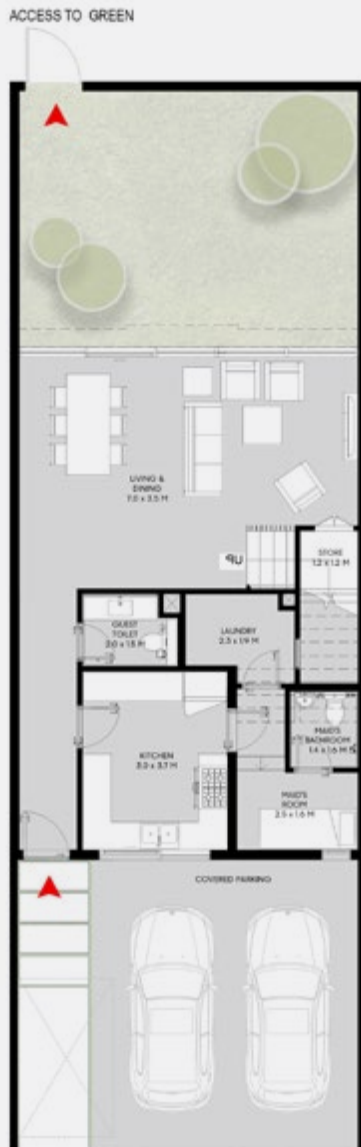 ACCESS TO GREEN
LIVING &
DINING
7.0 x 3.5 M
UP
STORE
1.2 x 1.2 M
GUEST
TOILET
2.0 x 1.5 M
LAUNDRY
2.3 x 1.9 M
KITCHEN
3.0 x 3.7 M
MAID'S
BATHROOM
1.4 x 1.6 M
MAID'S
ROOM
2.9 x 1.6 M
COVERED PARKING